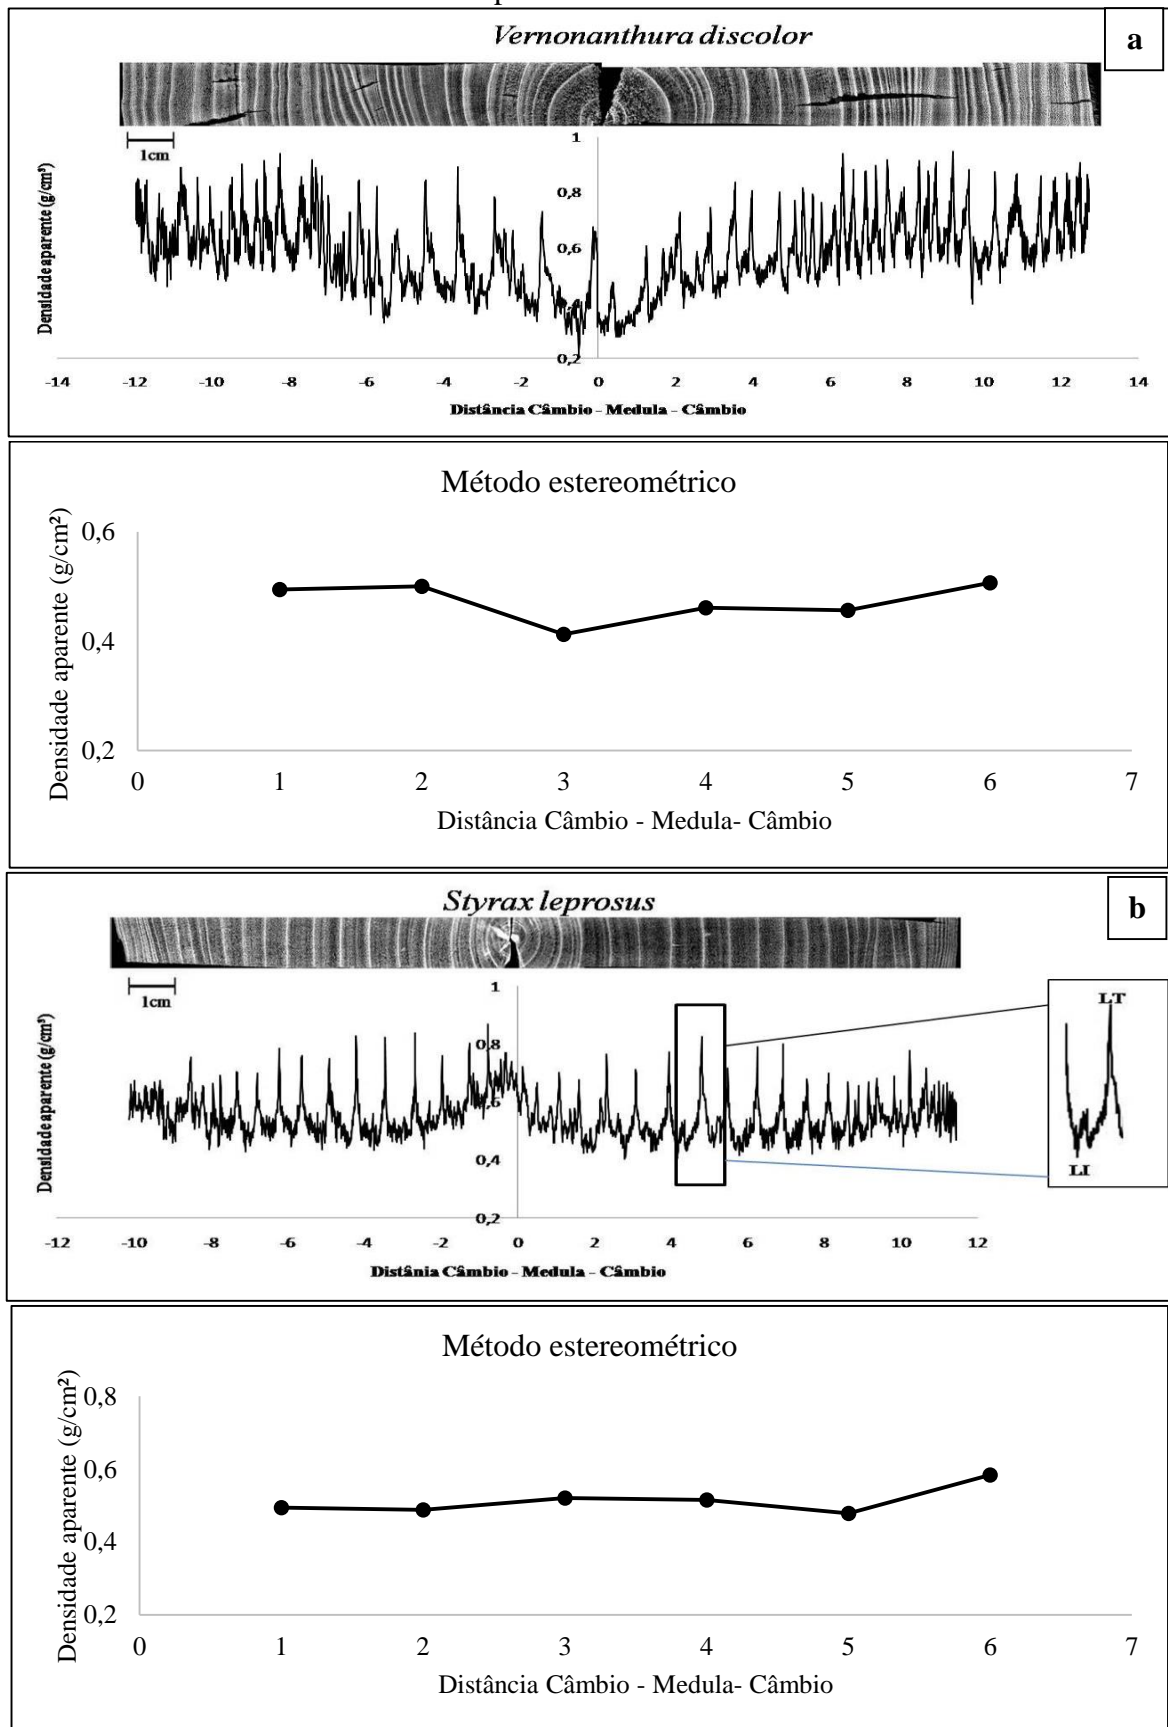 Vernonanthura discolor
a
1cm
Densidade aparente (g/cm³)
1
0,8
0,6
0,4
0,2
-14 -12 -10 -8 -6 -4 -2 0 2 4 6 8 10 12 14
Distância Câmbio - Medula - Câmbio
Método estereométrico
Densidade aparente (g/cm²)
0,6
0,4
0,2
0 1 2 3 4 5 6 7
Distância Câmbio - Medula- Câmbio
Styrax leprosus
b
1cm
Densidade aparente (g/cm³)
1
0,8
0,6
0,4
0,2
LT
LI
-12 -10 -8 -6 -4 -2 0 2 4 6 8 10 12
Distânia Câmbio - Medula - Câmbio
Método estereométrico
Densidade aparente (g/cm²)
0,8
0,6
0,4
0,2
0 1 2 3 4 5 6 7
Distância Câmbio - Medula- Câmbio